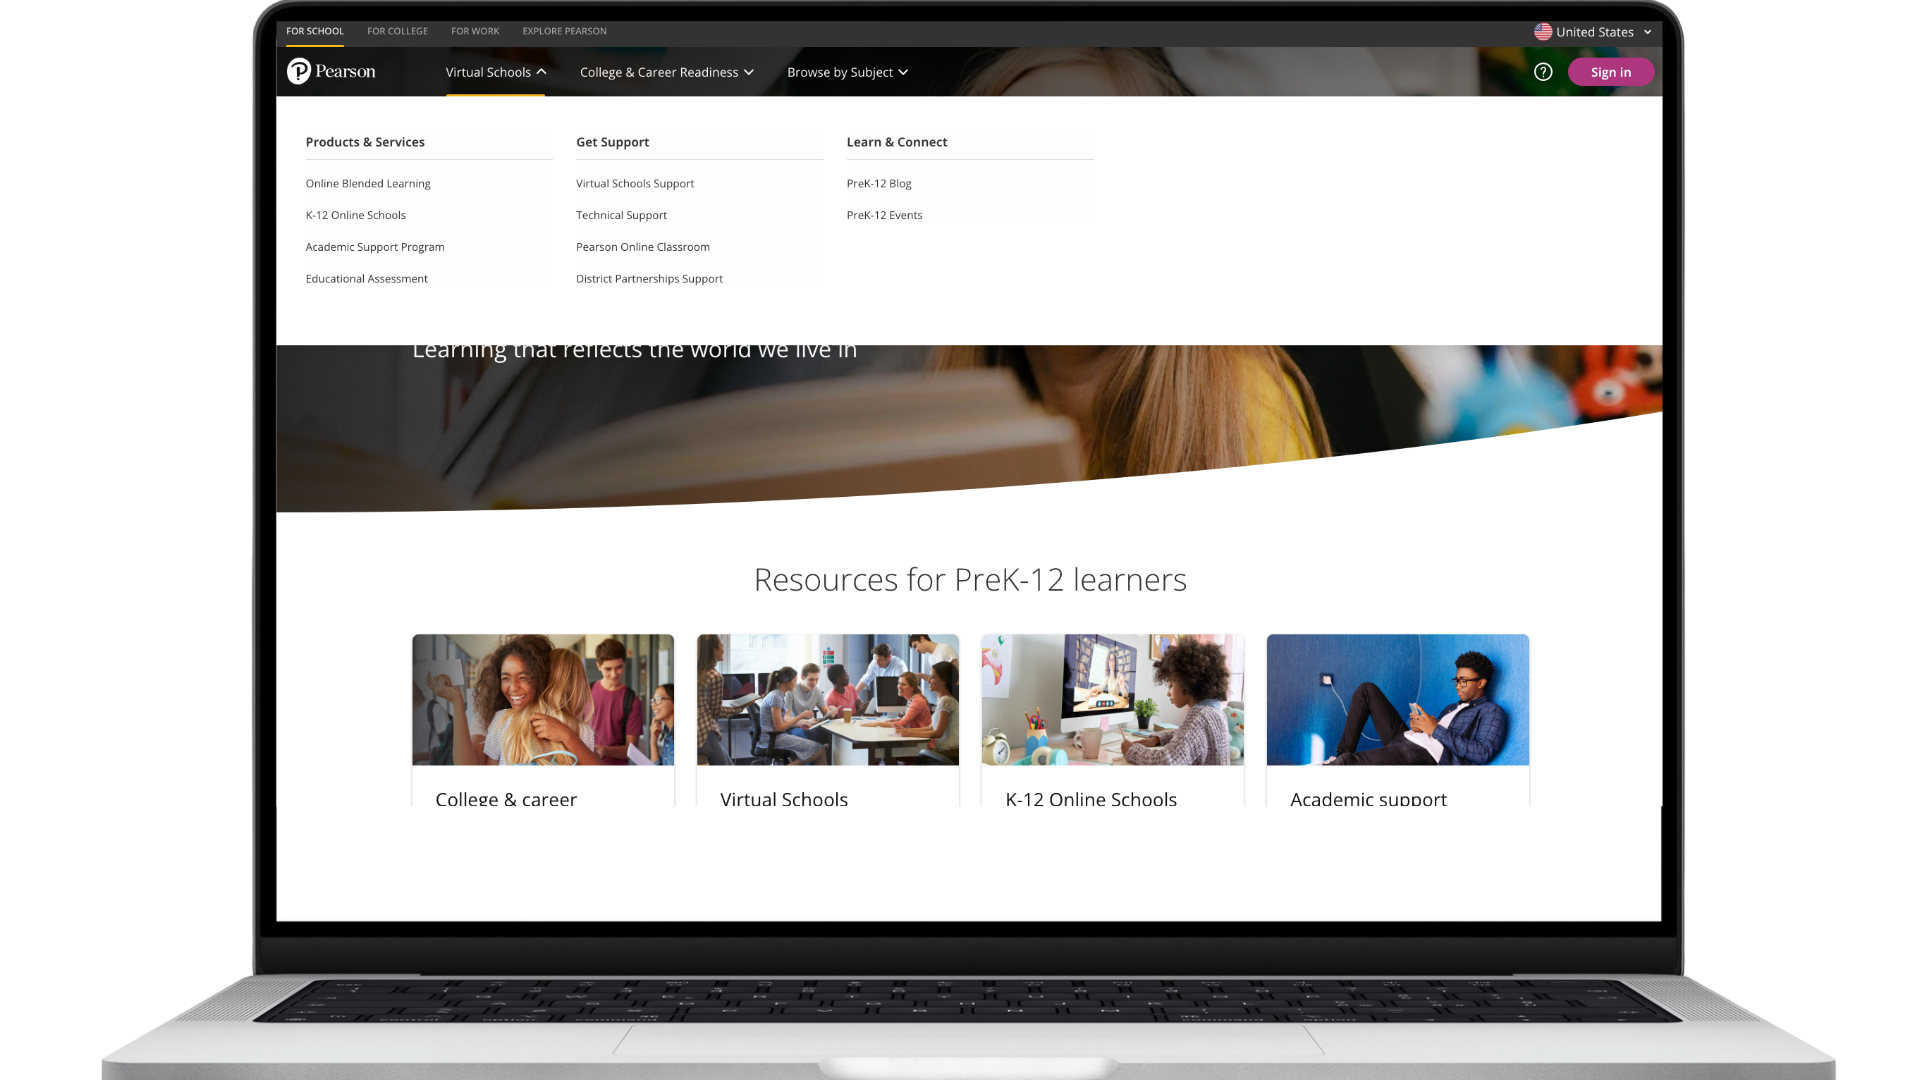 FOR SCHOOL FOR COLLEGE FOR WORK EXPLORE PEARSON United States
Pearson Virtual Schools College & Career Readiness Browse by Subject ? Sign in
Products & Services Get Support Learn & Connect
Online Blended Learning Virtual Schools Support PreK-12 Blog
K-12 Online Schools Technical Support PreK-12 Events
Academic Support Program Pearson Online Classroom
Educational Assessment District Partnerships Support
Learning that reflects the world we live in
Resources for PreK-12 learners
College & career Virtual Schools K-12 Online Schools Academic support